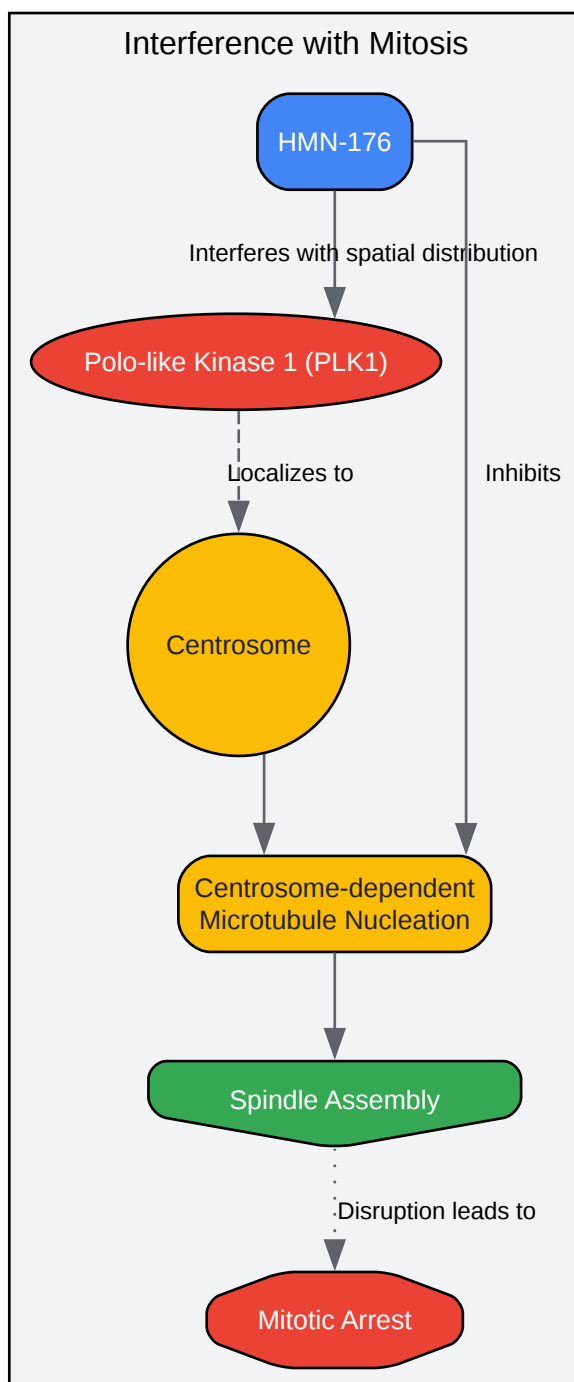 Interference with Mitosis
HMN-176
Interferes with spatial distribution
Polo-like Kinase 1 (PLK1)
Localizes to
Inhibits
Centrosome
Centrosome-dependent
Microtubule Nucleation
Spindle Assembly
Disruption leads to
Mitotic Arrest